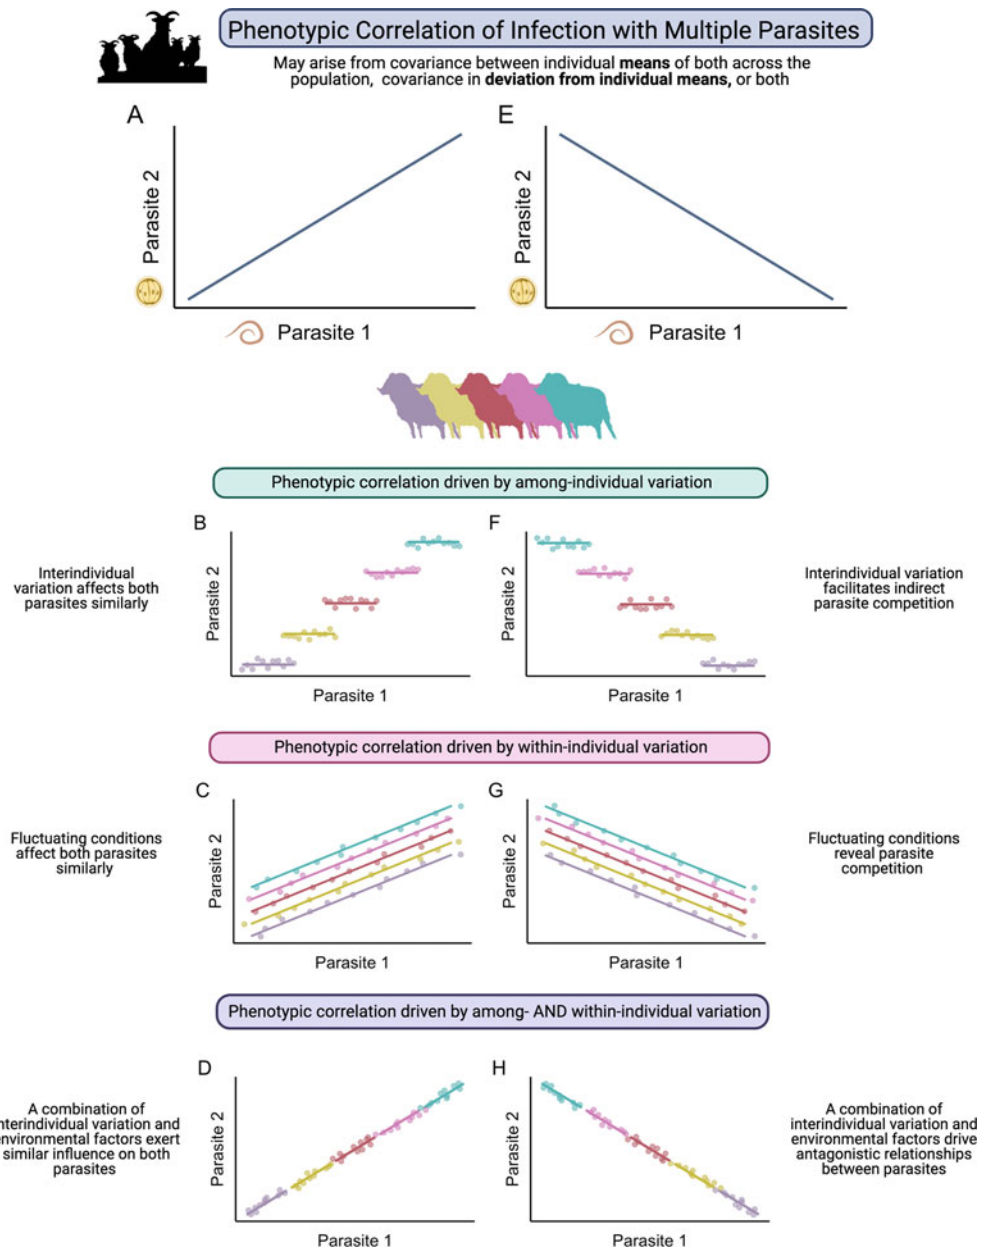 Phenotypic Correlation of Infection with Multiple Parasites
May arise from covariance between individual means of both across the
population, covariance in deviation from individual means, or both
A
Parasite 2
Parasite 1
E
Parasite 2
Parasite 1
Phenotypic correlation driven by among-individual variation
Interindividual
variation affects both
parasites similarly
B
Parasite 2
Parasite 1
F
Parasite 2
Parasite 1
Interindividual variation
facilitates indirect
parasite competition
Phenotypic correlation driven by within-individual variation
Fluctuating conditions
affect both parasites
similarly
C
Parasite 2
Parasite 1
G
Parasite 2
Parasite 1
Fluctuating conditions
reveal parasite
competition
Phenotypic correlation driven by among- AND within-individual variation
A combination of
nterindividual variation and
environmental factors exert
similar influence on both
parasites
D
Parasite 2
Parasite 1
H
Parasite 2
Parasite 1
A combination of
interindividual variation and
environmental factors drive
antagonistic relationships
between parasites